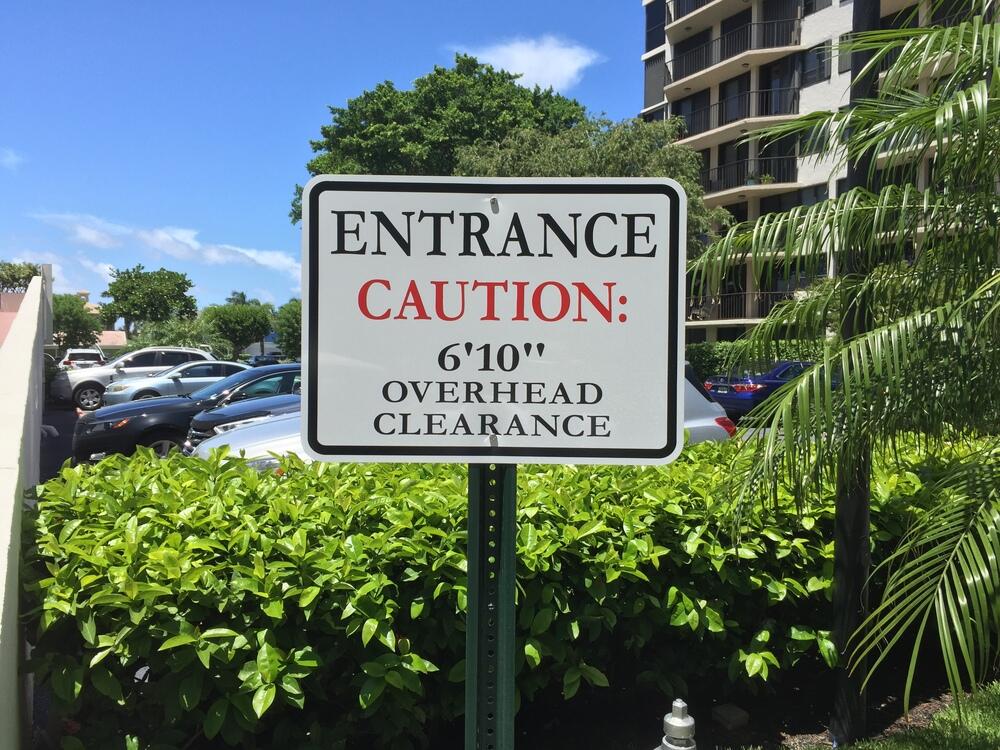 ENTRANCE
CAUTION:
6'10"
OVERHEAD
CLEARANCE